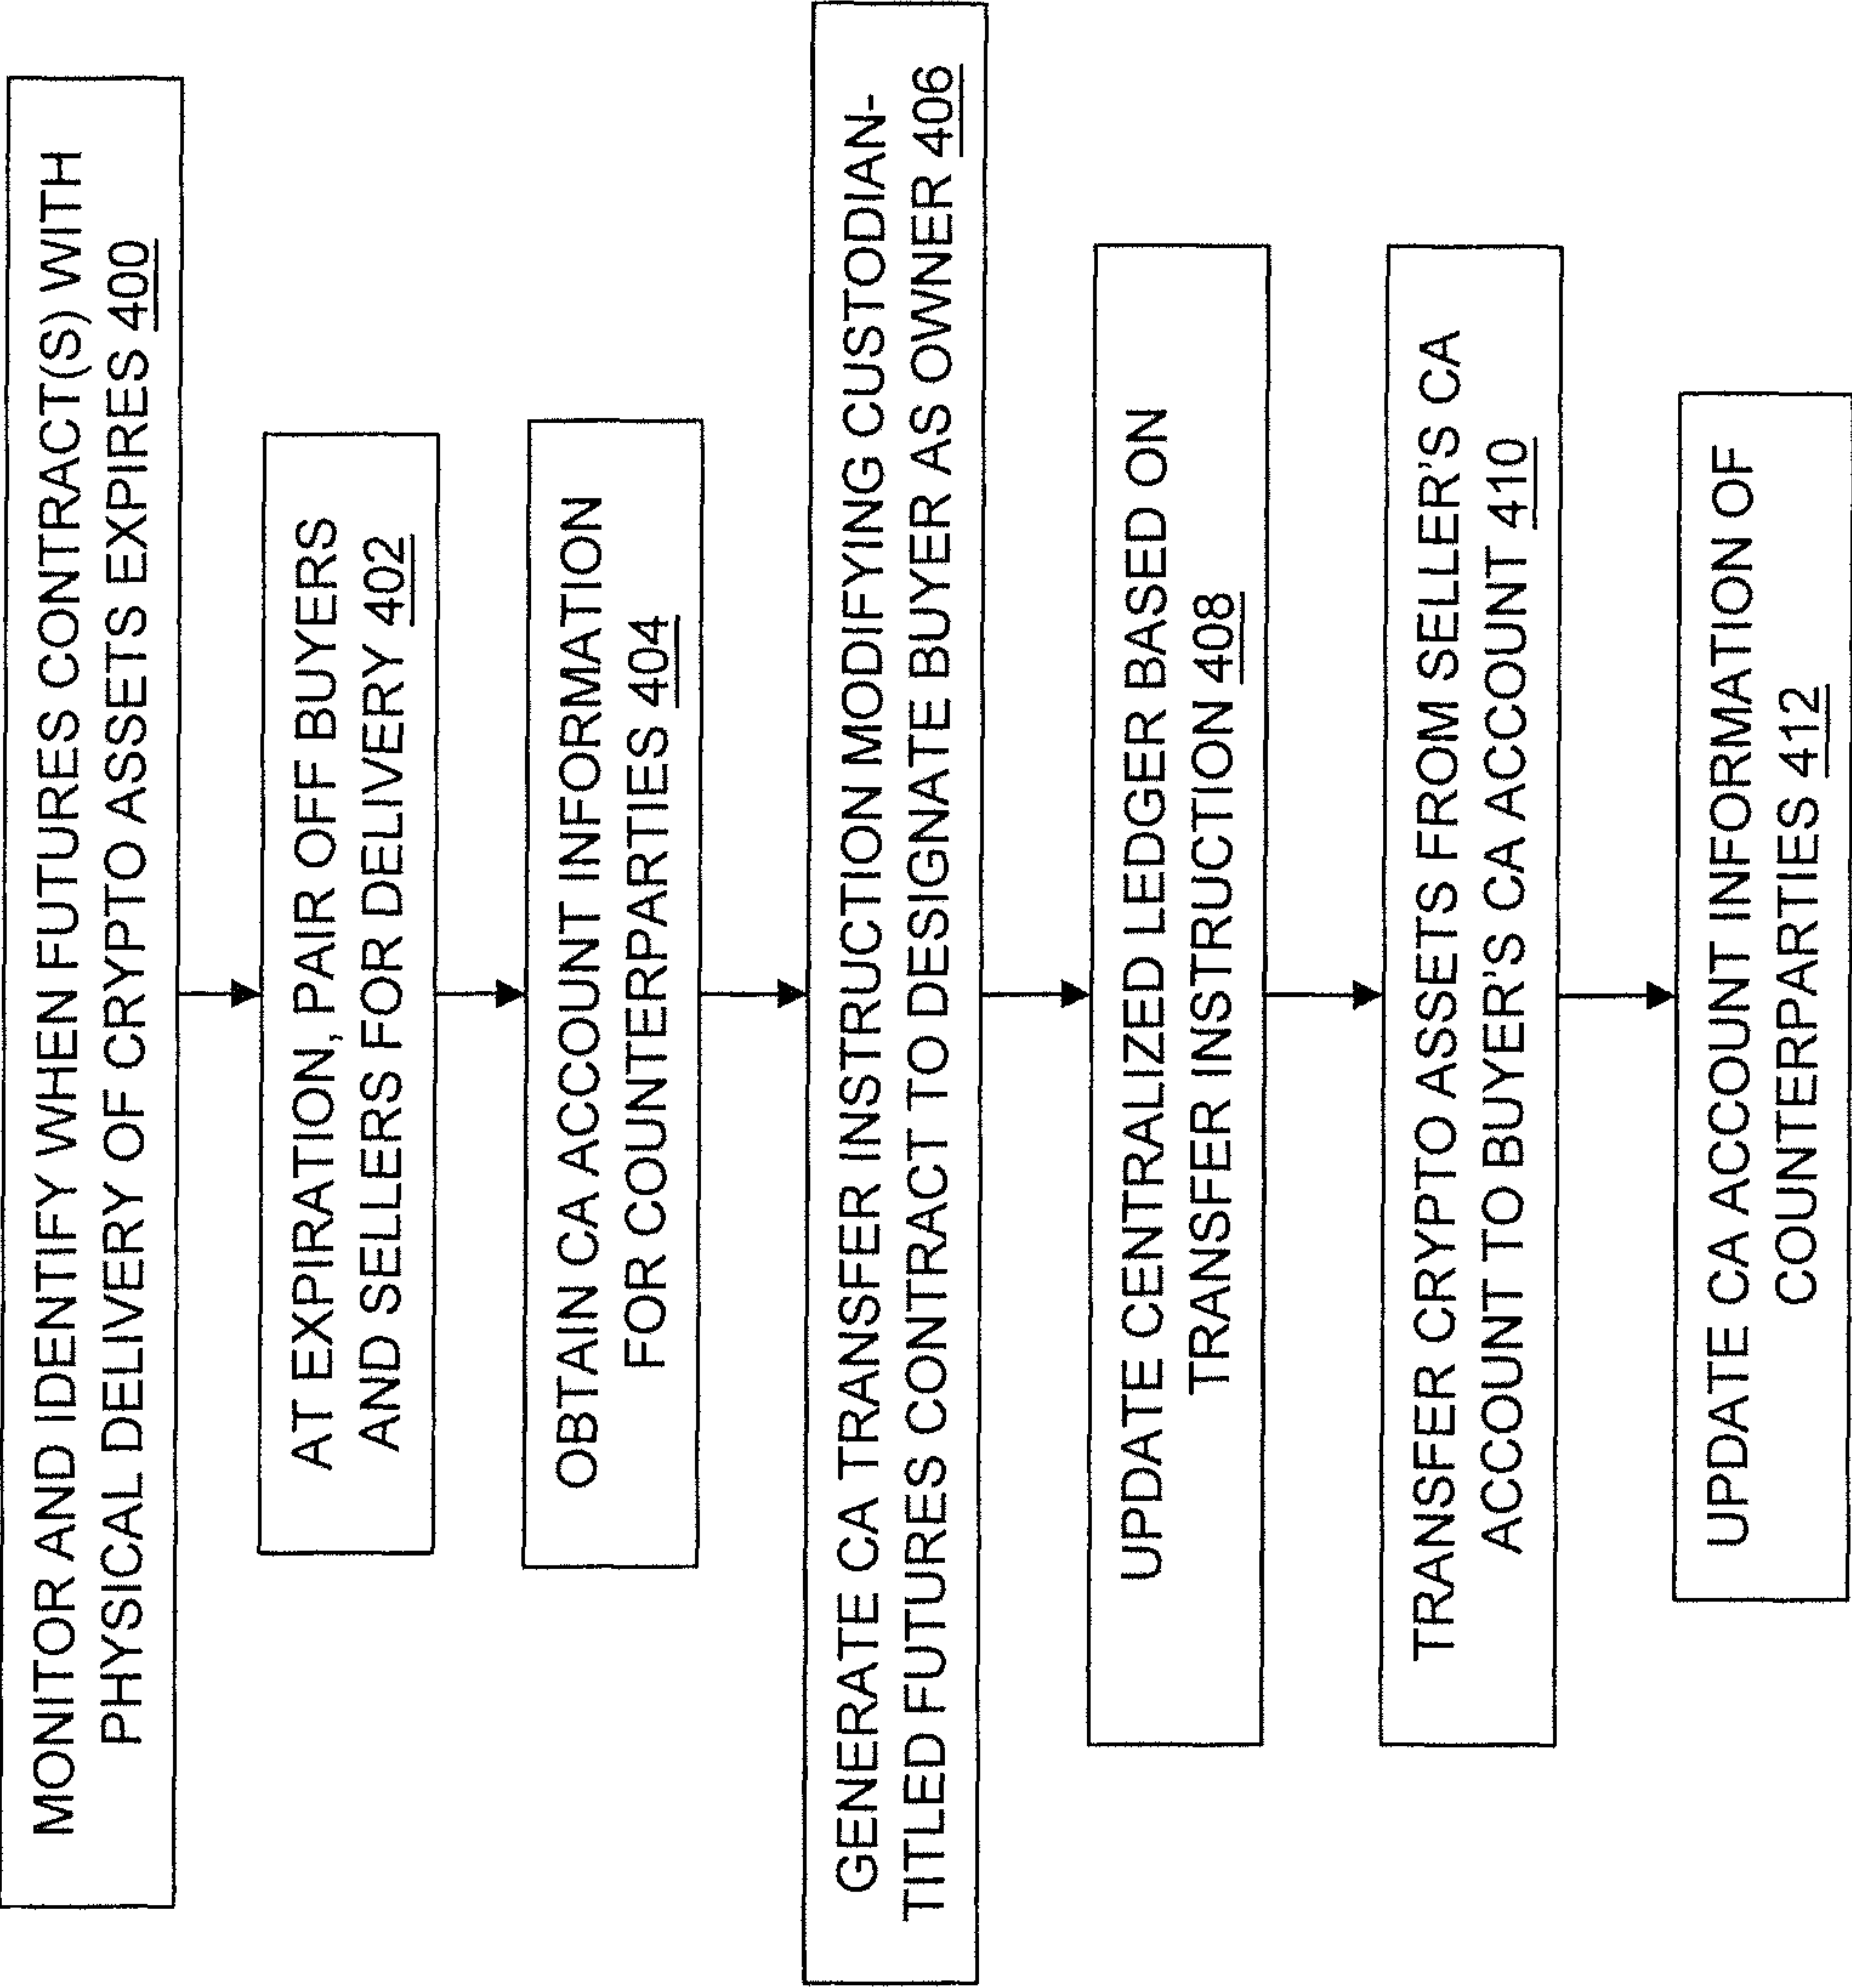 MONITOR AND IDENTIFY WHEN FUTURES CONTRACT(S) WITH
PHYSICAL DELIVERY OF CRYPTO ASSETS EXPIRES 400
AT EXPIRATION, PAIR OFF BUYERS
AND SELLERS FOR DELIVERY 402
OBTAIN CA ACCOUNT INFORMATION
FOR COUNTERPARTIES 404
GENERATE CA TRANSFER INSTRUCTION MODIFYING CUSTODIAN-
TITLED FUTURES CONTRACT TO DESIGNATE BUYER AS OWNER 406
UPDATE CENTRALIZED LEDGER BASED ON
TRANSFER INSTRUCTION 408
TRANSFER CRYPTO ASSETS FROM SELLER'S CA
ACCOUNT TO BUYER'S CA ACCOUNT 410
UPDATE CA ACCOUNT INFORMATION OF
COUNTERPARTIES 412